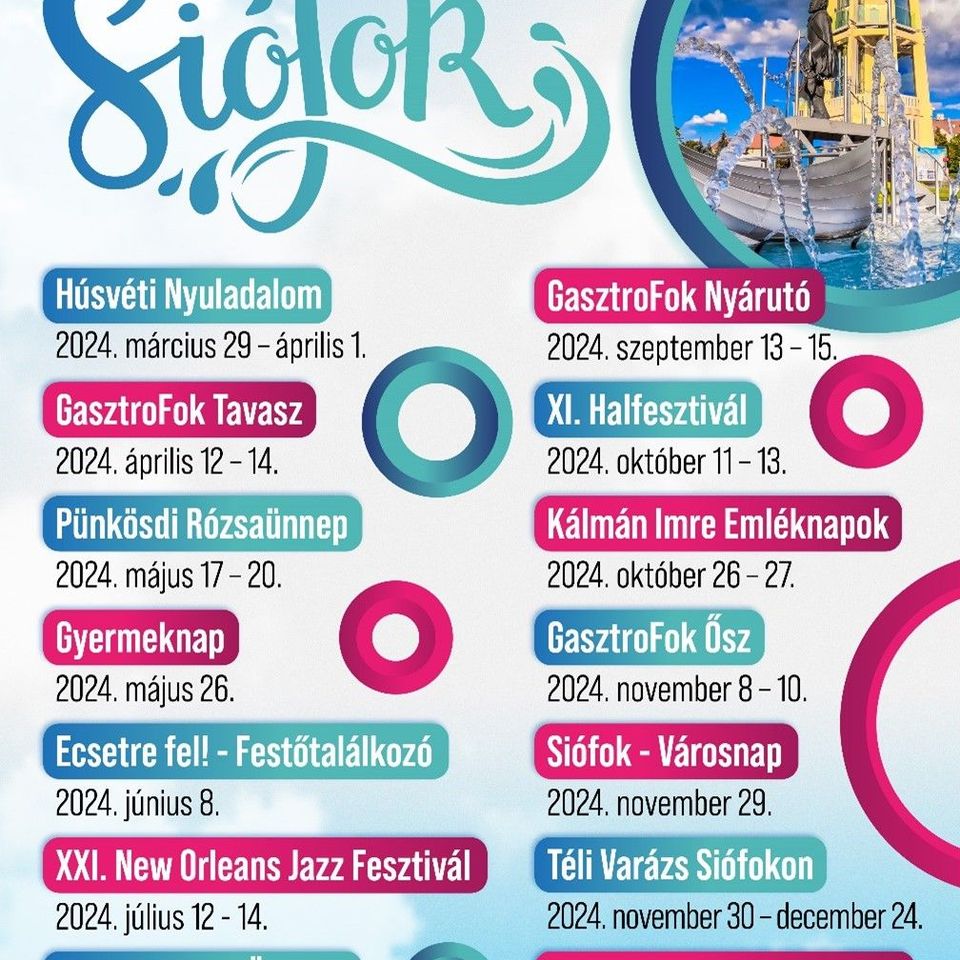 Siófok
Húsvéti Nyuladalom
2024. március 29 – április 1.
GasztroFok Tavasz
2024. április 12 – 14.
Pünkösdi Rózsaünnep
2024. május 17 – 20.
Gyermeknap
2024. május 26.
Ecsetre fel! - Festőtalálkozó
2024. június 8.
XXI. New Orleans Jazz Fesztivál
2024. július 12 - 14.
GasztroFok Nyárutó
2024. szeptember 13 – 15.
XI. Halfesztivál
2024. október 11 – 13.
Kálmán Imre Emléknapok
2024. október 26 – 27.
GasztroFok Ősz
2024. november 8 – 10.
Siófok - Városnap
2024. november 29.
Téli Varázs Siófokon
2024. november 30 – december 24.